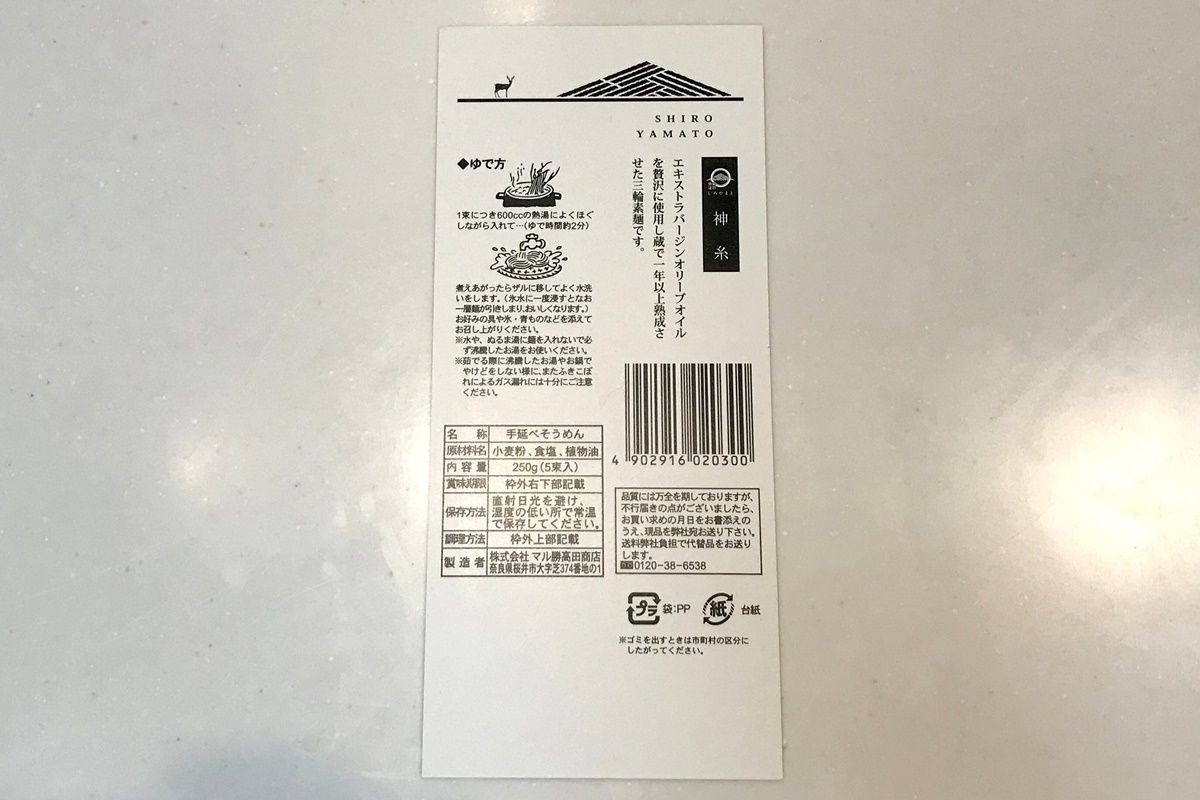 SHIRO
YAMATO
しろやまと
神糸
エキストラバージンオリーブオイル
を贅沢に使用し蔵で一年以上熟成さ
せた三輪素麺です。
◆ゆで方
1束につき600ccの熱湯によくほぐ
しながら入れて…(ゆで時間約2分)
煮えあがったらザルに移してよく水洗
いをします。(氷水に一度浸すとなお
一層麺が引きしまり、おいしくなります。)
お好みの具や氷・青ものなどを添えて
お召し上がりください。
※水や、ぬるま湯に麺を入れないで必
ず沸騰したお湯をお使いください。
※茹でる際に沸騰したお湯やお鍋で
やけどをしない様に、またふきこぼ
れによるガス漏れには十分にご注意
ください。
名称 手延べそうめん
原材料名 小麦粉、食塩、植物油
内容量 250g(5束入)
賞味期限 枠外右下部記載
保存方法 直射日光を避け、
湿度の低い所で常温
で保存してください。
調理方法 枠外上部記載
製造者 株式会社 マル勝高田商店
奈良県桜井市大字芝374番地の1
4 902916 020300
品質には万全を期しておりますが、
不行届きの点がございましたら、
お買い求めの月日をお書添えの
うえ、現品を弊社宛お送り下さい。
送料弊社負担で代替品をお送り
します。
0120-38-6538
プラ 袋:PP 紙 台紙
※ゴミを出すときは市町村の区分に
したがってください。